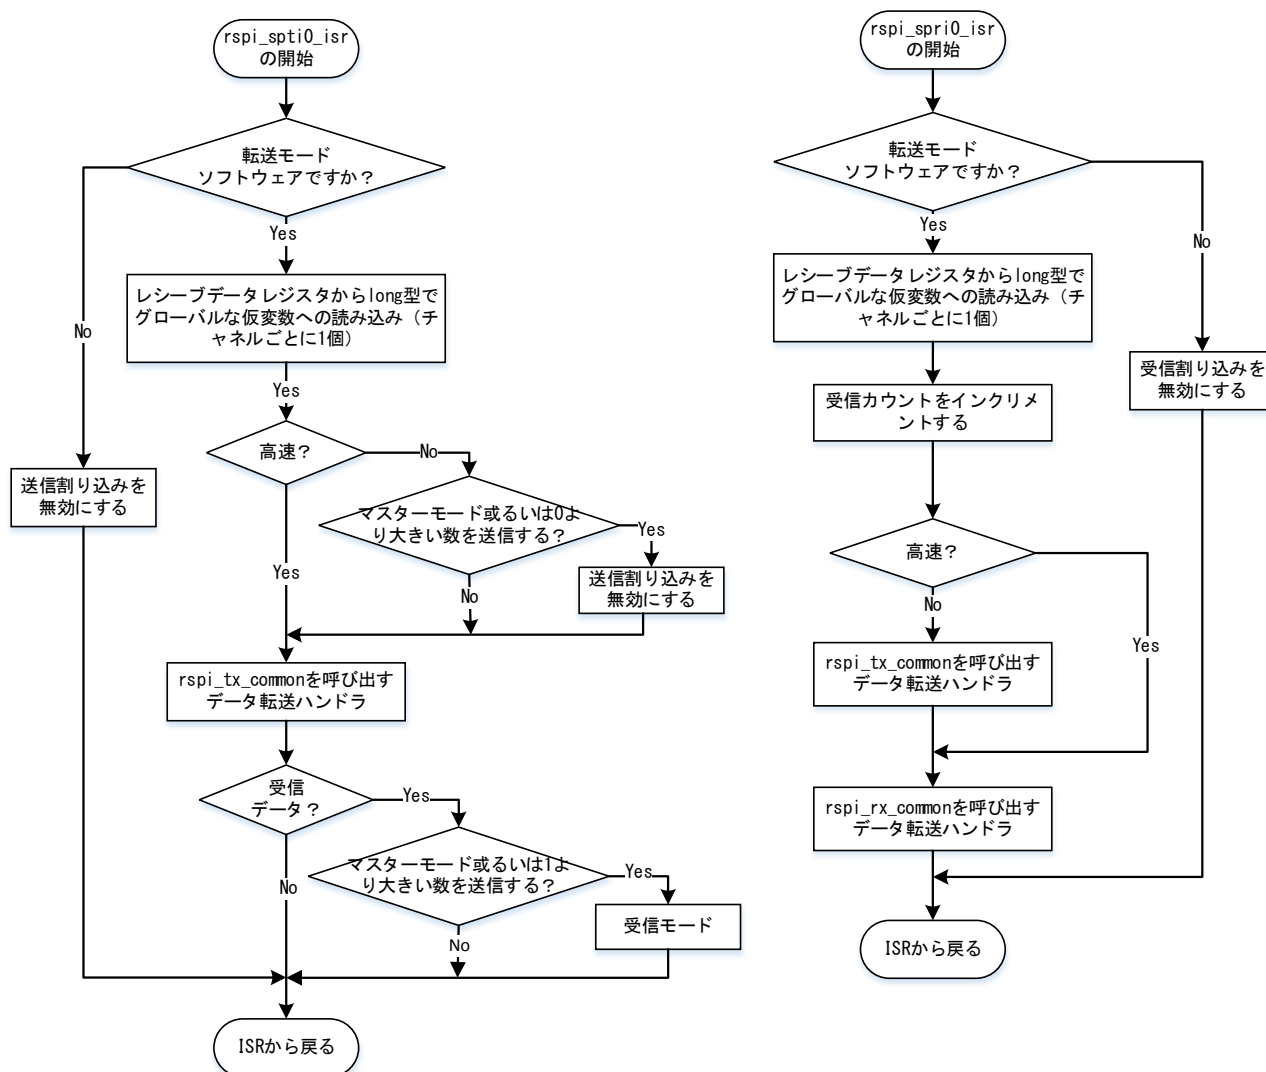 rspi_spti0_isr
の開始
転送モード
ソフトウェアですか？
Yes
No
レシーブデータレジスタからlong型で
グローバルな仮変数への読み込み（チ
ャネルごとに1個）
Yes
高速？
No
送信割り込みを
無効にする
マスターモード或るいは0よ
り大きい数を送信する？
Yes
Yes
No
送信割り込みを
無効にする
rspi_tx_commonを呼び出す
データ転送ハンドラ
受信
データ？
Yes
No
マスターモード或るいは1よ
り大きい数を送信する？
Yes
No
受信モード
ISRから戻る
rspi_spri0_isr
の開始
転送モード
ソフトウェアですか？
Yes
No
レシーブデータレジスタからlong型で
グローバルな仮変数への読み込み（チ
ャネルごとに1個）
受信割り込みを
無効にする
受信カウントをインクリメ
ントする
高速？
No
Yes
rspi_tx_commonを呼び出す
データ転送ハンドラ
rspi_rx_commonを呼び出す
データ転送ハンドラ
ISRから戻る